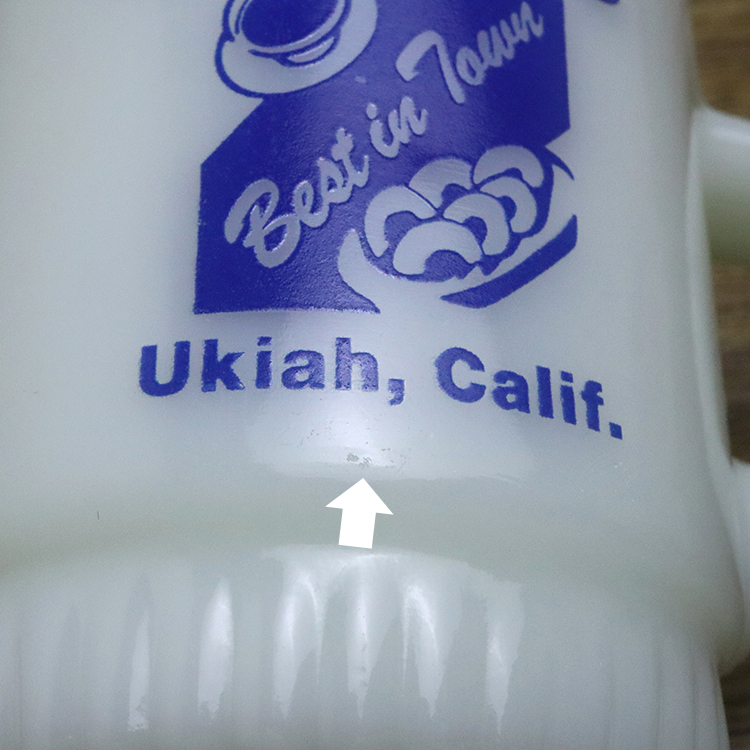 Best in Town
Ukiah, Calif.